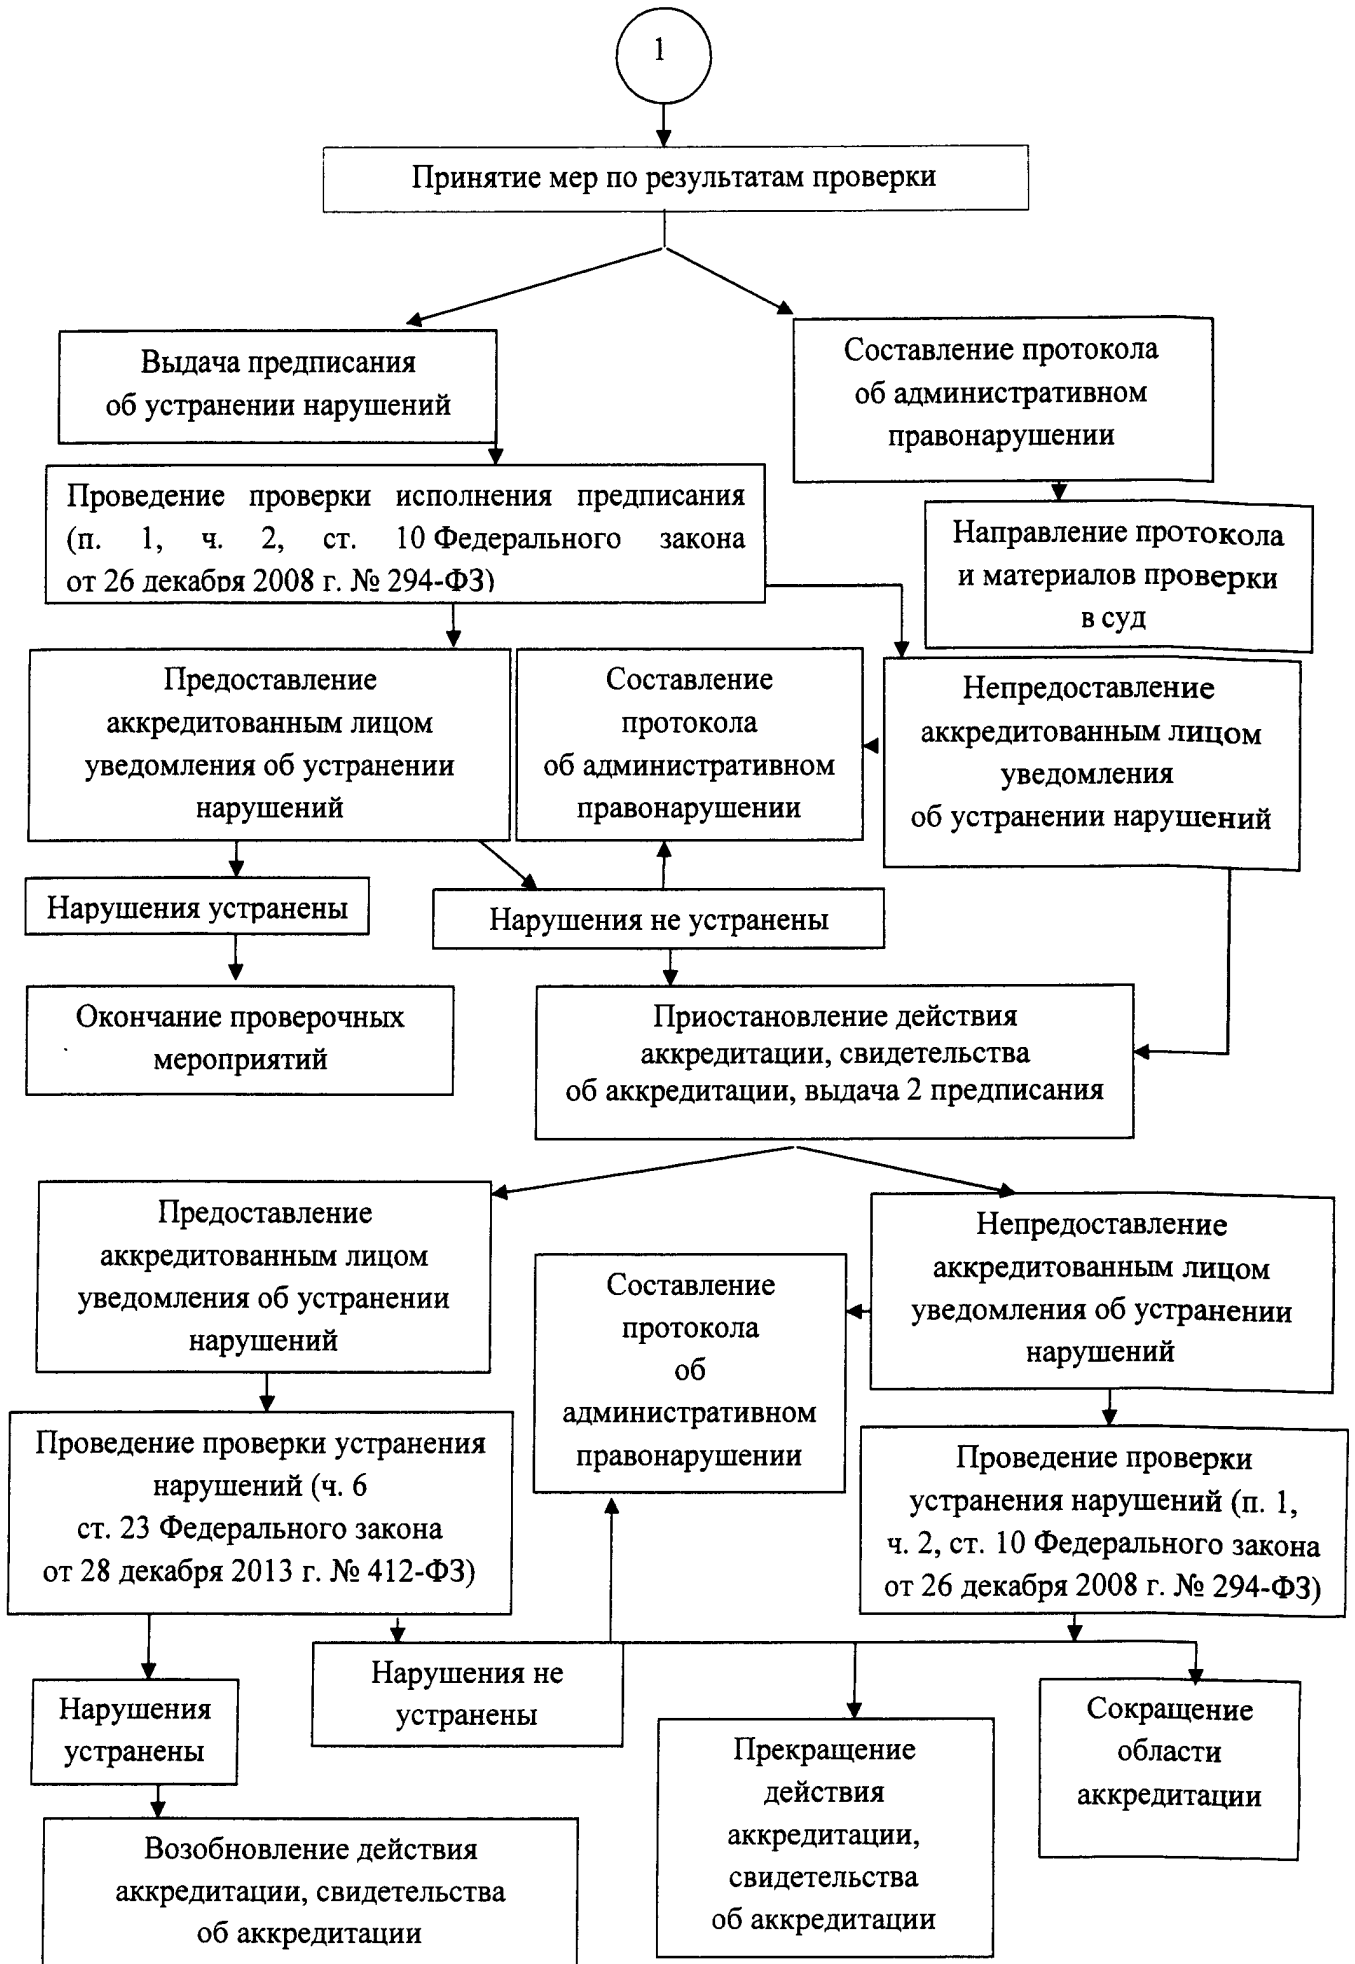 1
Принятие мер по результатам проверки
Выдача предписания
об устранении нарушений
Составление протокола
об административном
правонарушении
Проведение проверки исполнения предписания
(п. 1, ч. 2, ст. 10 Федерального закона
от 26 декабря 2008 г. № 294-ФЗ)
Направление протокола
и материалов проверки
в суд
Предоставление
аккредитованным лицом
уведомления об устранении
нарушений
Составление
протокола
об административном
правонарушении
Непредоставление
аккредитованным лицом
уведомления
об устранении нарушений
Нарушения устранены
Нарушения не устранены
Окончание проверочных
мероприятий
Приостановление действия
аккредитации, свидетельства
об аккредитации, выдача 2 предписания
Предоставление
аккредитованным лицом
уведомления об устранении
нарушений
Составление
протокола
об
административном
правонарушении
Непредоставление
аккредитованным лицом
уведомления об устранении
нарушений
Проведение проверки устранения
нарушений (ч. 6
ст. 23 Федерального закона
от 28 декабря 2013 г. № 412-ФЗ)
Проведение проверки
устранения нарушений (п. 1,
ч. 2, ст. 10 Федерального закона
от 26 декабря 2008 г. № 294-ФЗ)
Нарушения
устранены
Нарушения не
устранены
Прекращение
действия
аккредитации,
свидетельства
об аккредитации
Сокращение
области
аккредитации
Возобновление действия
аккредитации, свидетельства
об аккредитации